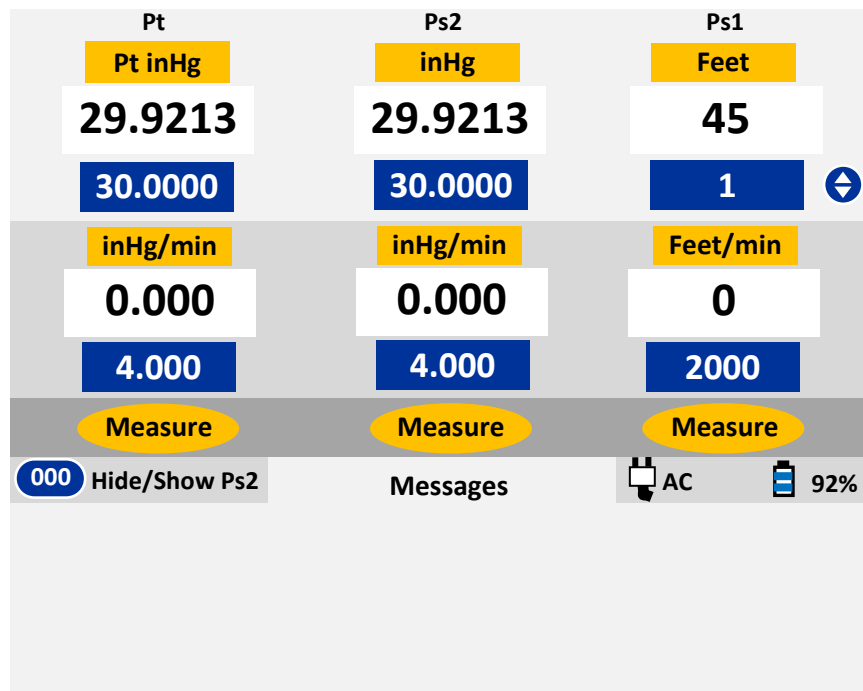 Pt Ps2 Ps1
Pt inHg inHg Feet
29.9213 29.9213 45
30.0000 30.0000 1
inHg/min inHg/min Feet/min
0.000 0.000 0
4.000 4.000 2000
Measure Measure Measure
000 Hide/Show Ps2 Messages AC 92%